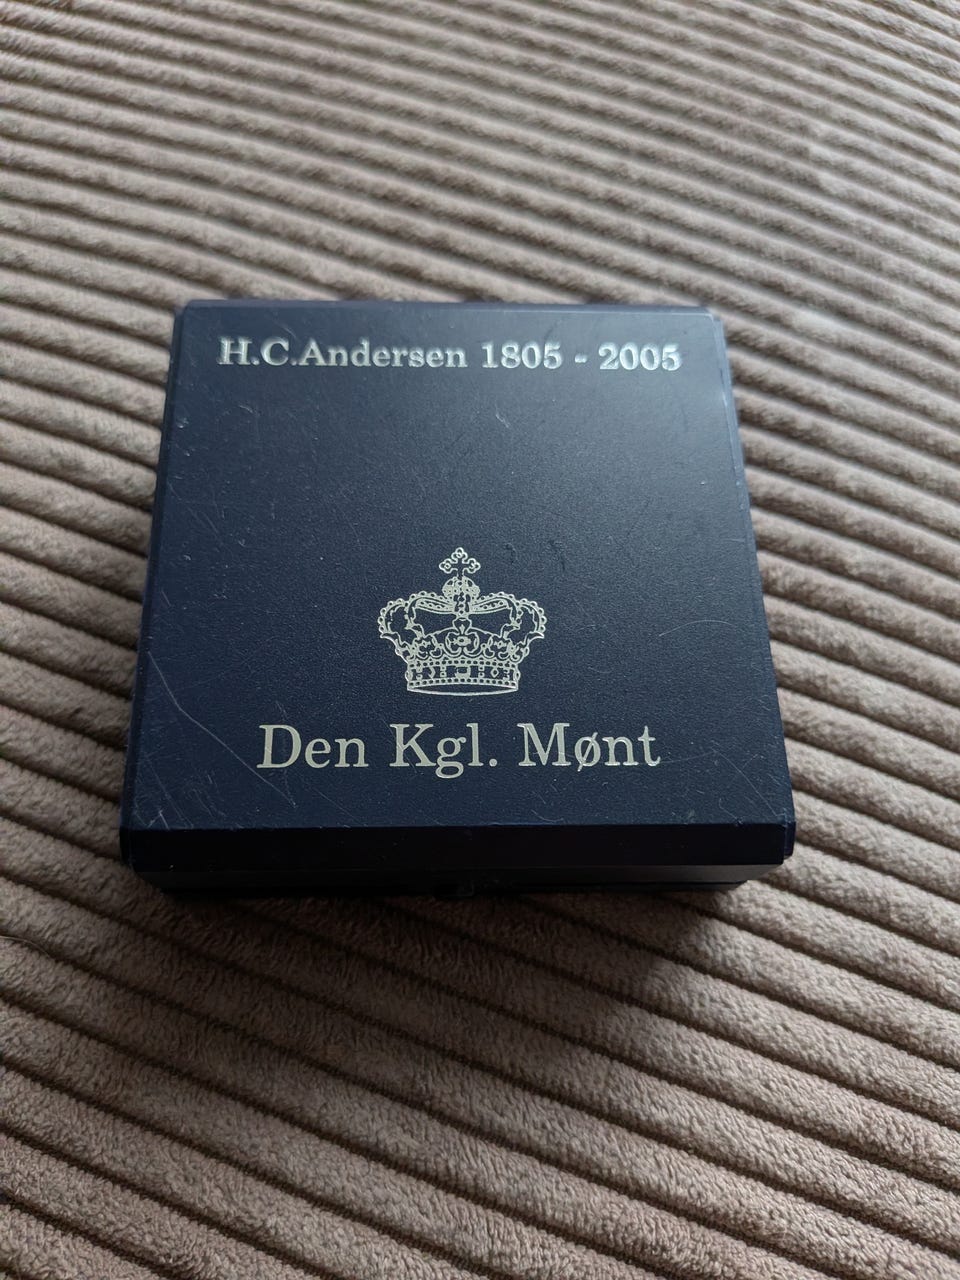 H.C.Andersen 1805 - 2005
Den Kgl. Mønt